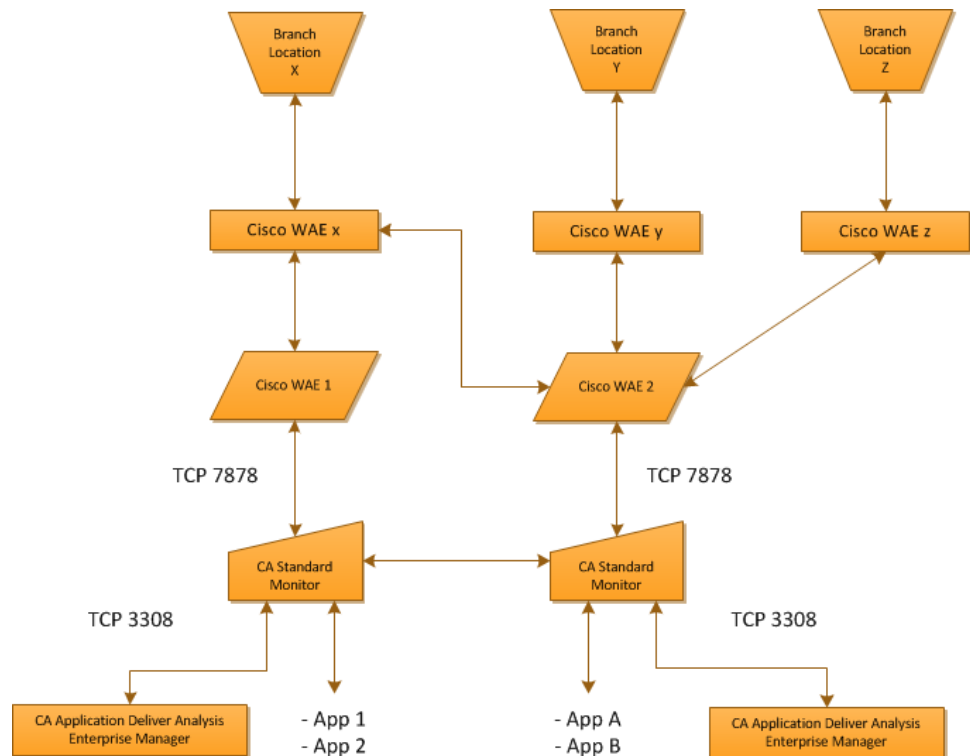 Branch
Location
X
Branch
Location
Y
Branch
Location
Z
Cisco WAE x
Cisco WAE y
Cisco WAE z
Cisco WAE 1
Cisco WAE 2
TCP 7878
TCP 7878
CA Standard
Monitor
CA Standard
Monitor
TCP 3308
TCP 3308
CA Application Deliver Analysis
Enterprise Manager
- App 1
- App 2
- App A
- App B
CA Application Deliver Analysis
Enterprise Manager